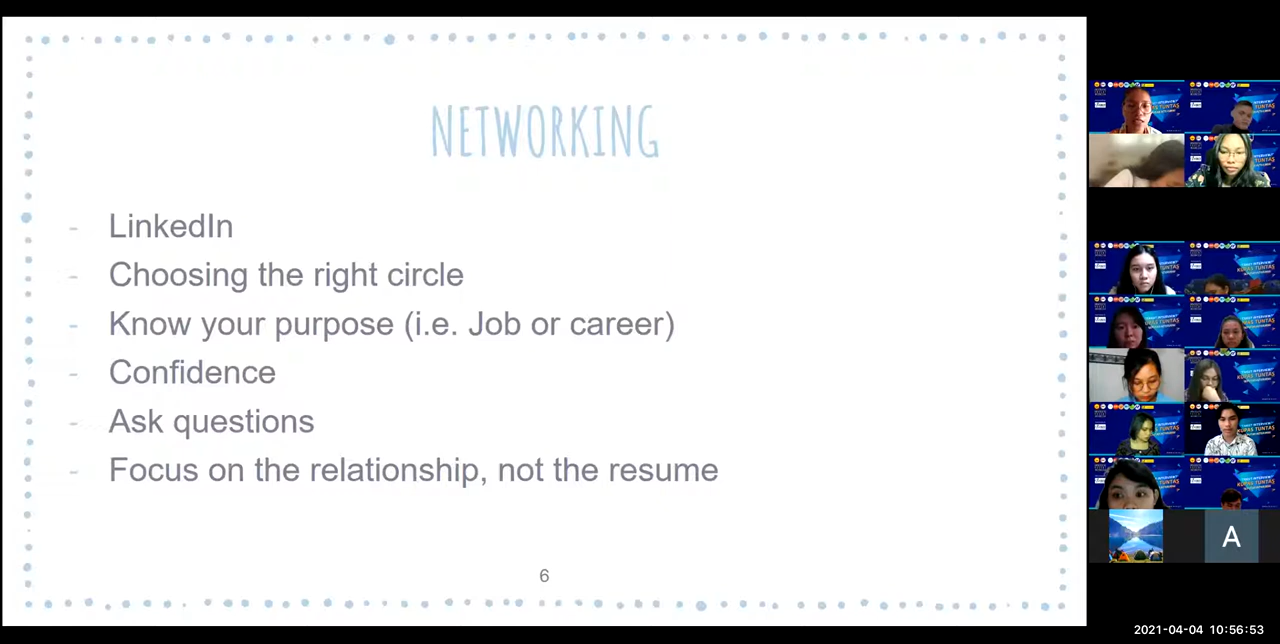 NETWORKING
- LinkedIn
- Choosing the right circle
- Know your purpose (i.e. Job or career)
- Confidence
- Ask questions
- Focus on the relationship, not the resume
6
A
2021-04-04 10:56:53